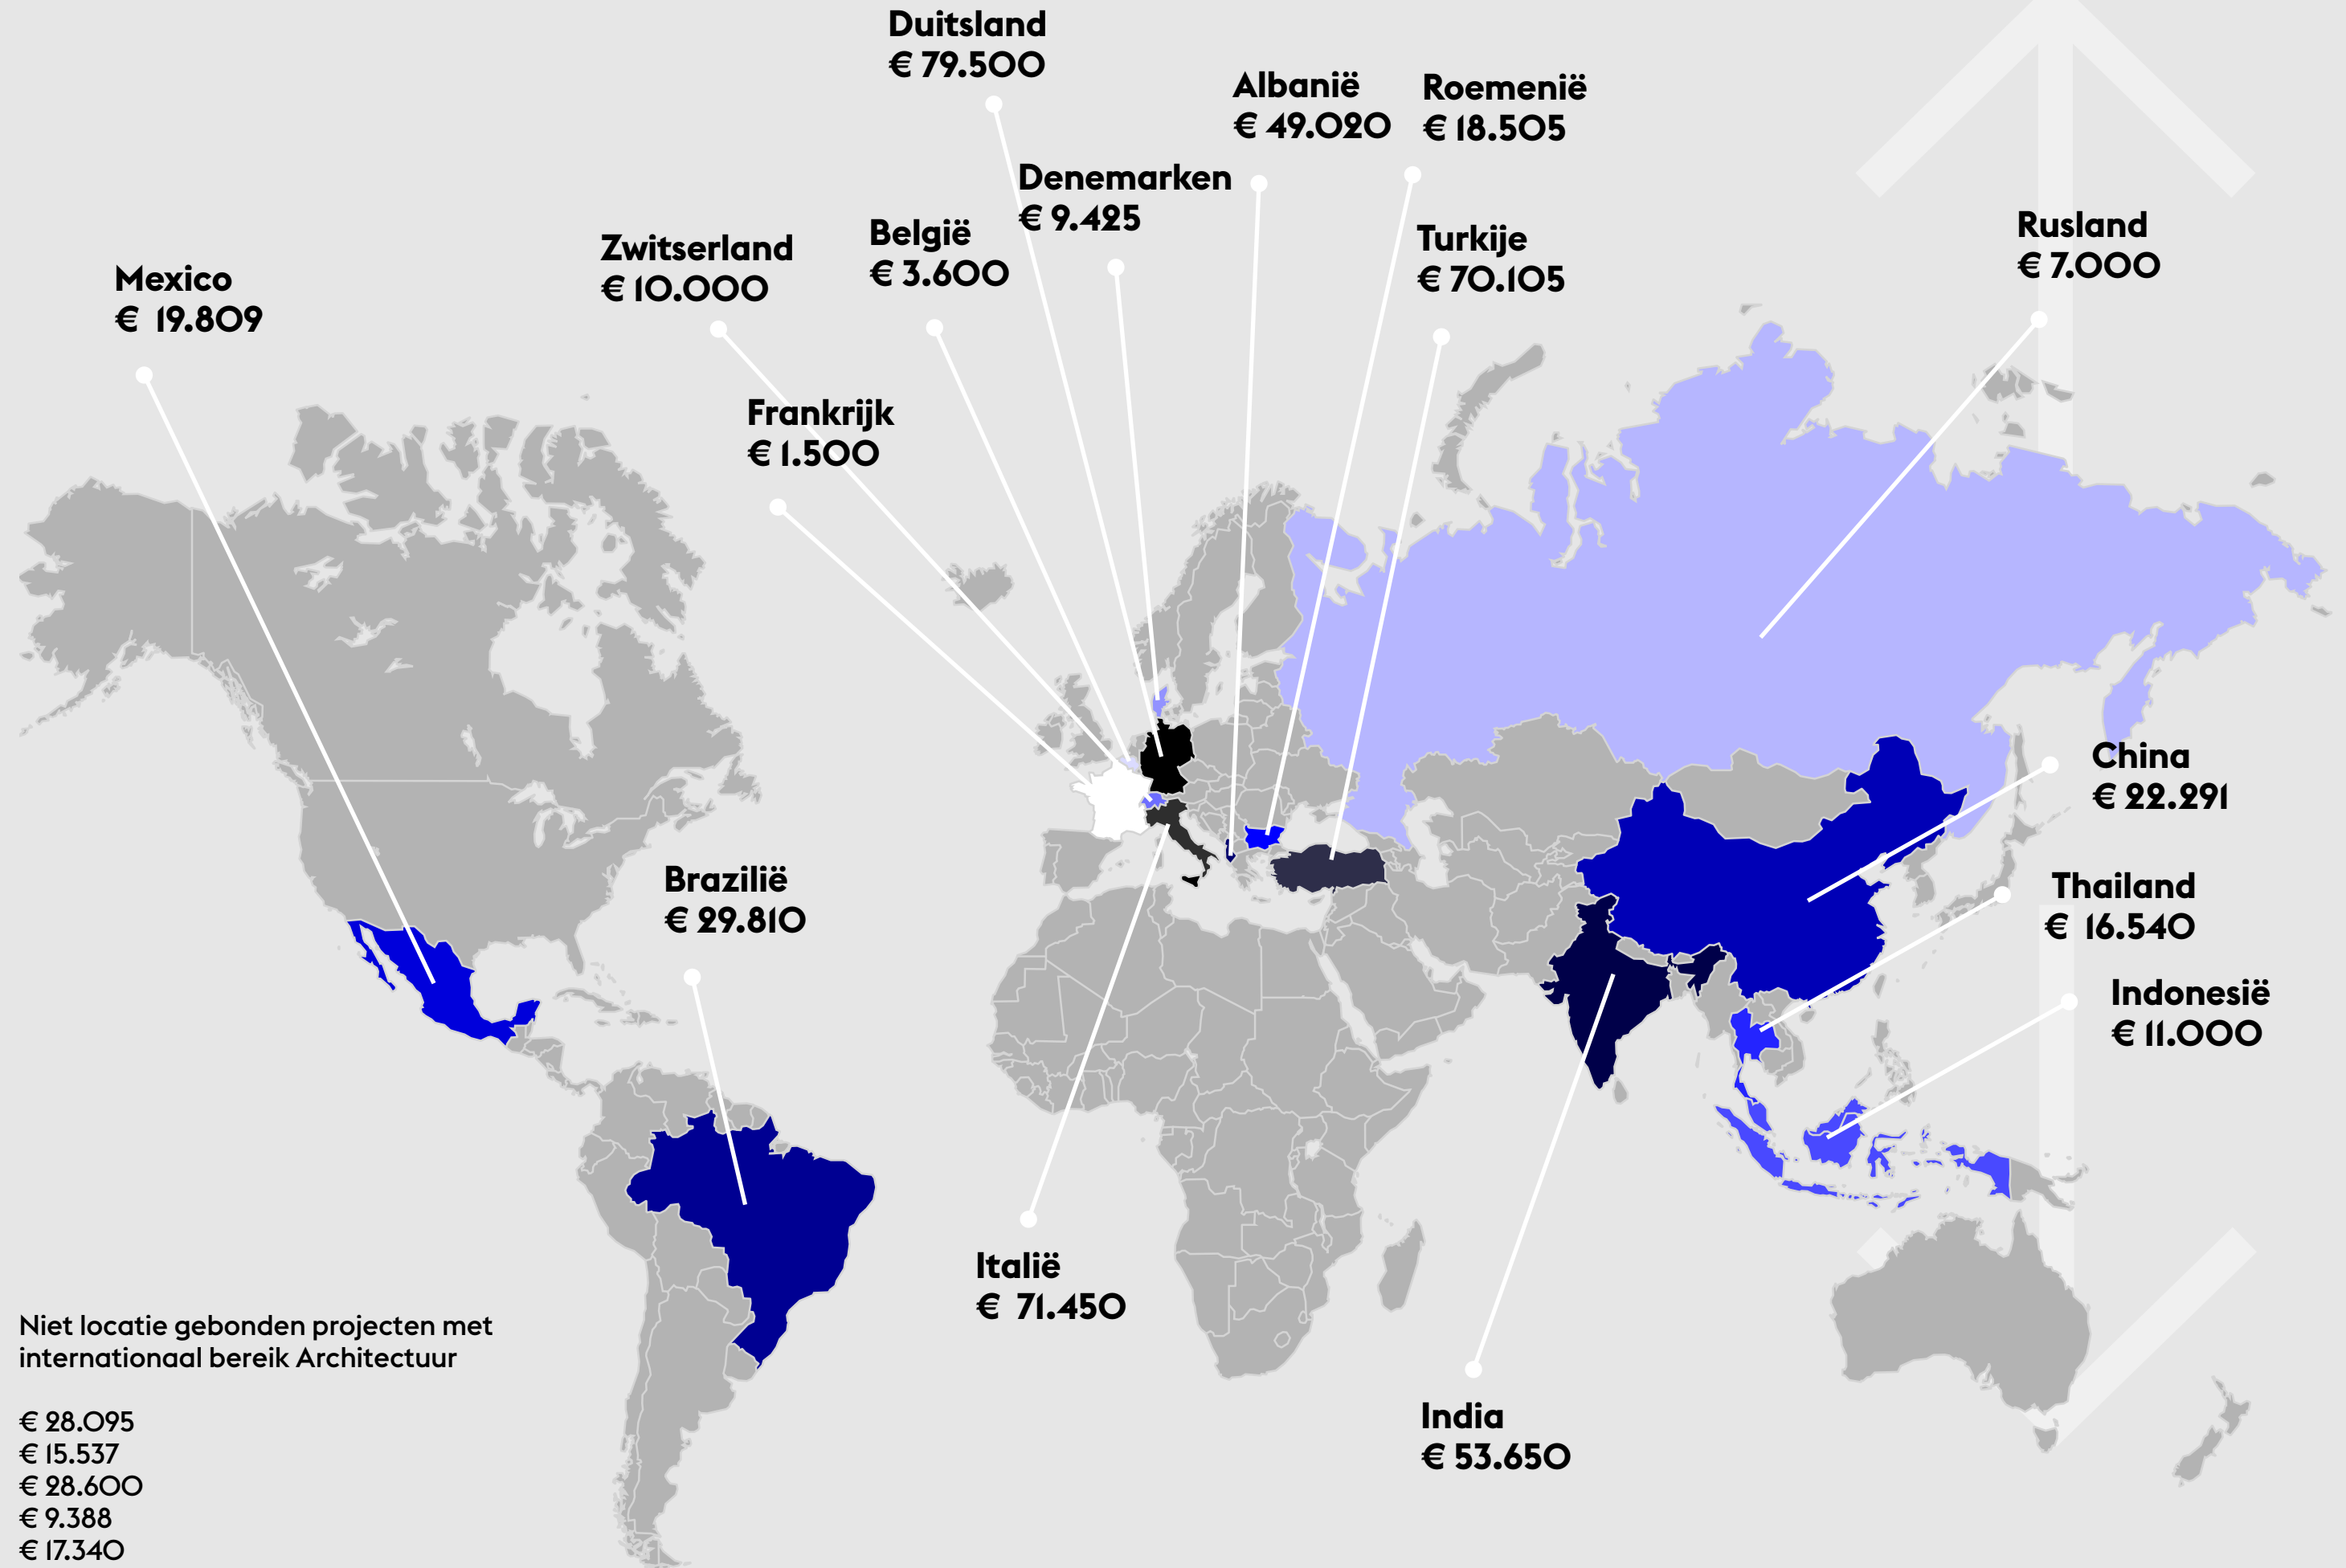 Duitsland
€ 79.500
Albanië
€ 49.020
Roemenië
€ 18.505
Denemarken
€ 9.425
België
€ 3.600
Zwitserland
€ 10.000
Turkije
€ 70.105
Rusland
€ 7.000
Mexico
€ 19.809
Frankrijk
€ 1.500
China
€ 22.291
Brazilië
€ 29.810
Thailand
€ 16.540
Indonesië
€ 11.000
Italië
€ 71.450
India
€ 53.650
Niet locatie gebonden projecten met
internationaal bereik Architectuur
€ 28.095
€ 15.537
€ 28.600
€ 9.388
€ 17.340